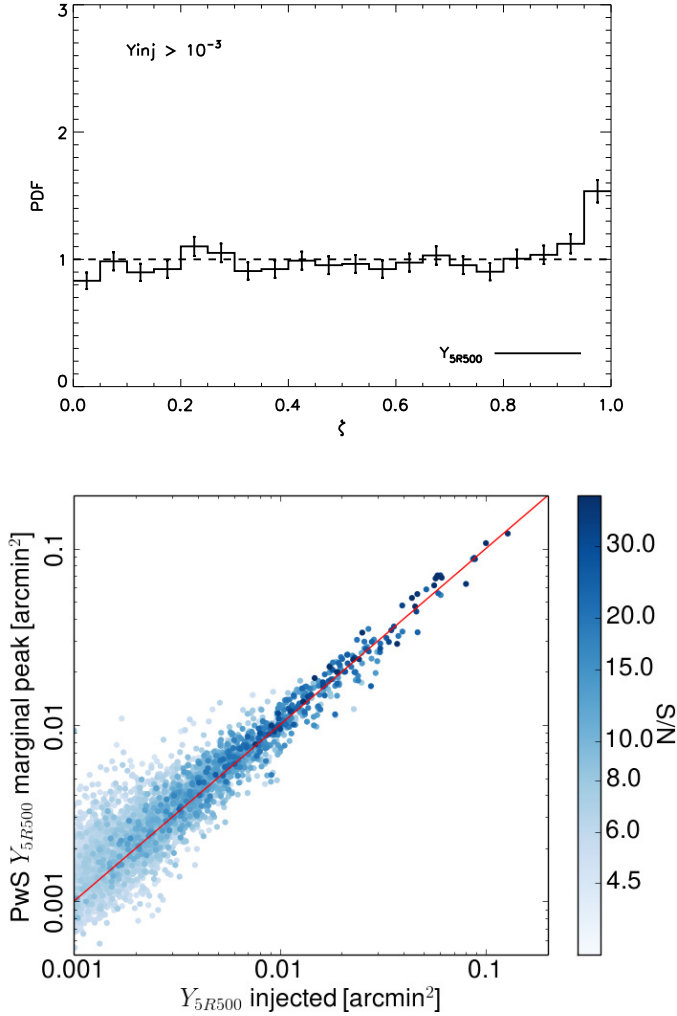 3
Yinj > 10⁻³
2
PDF
1
Y₅R₅₀₀
0
0.0 0.2 0.4 0.6 0.8 1.0
ζ
PwS Y₅R₅₀₀ marginal peak [arcmin²]
0.1
0.01
0.001
0.001 0.01 0.1
Y₅R₅₀₀ injected [arcmin²]
30.0
20.0
15.0
10.0
8.0
6.0
4.5
S/N